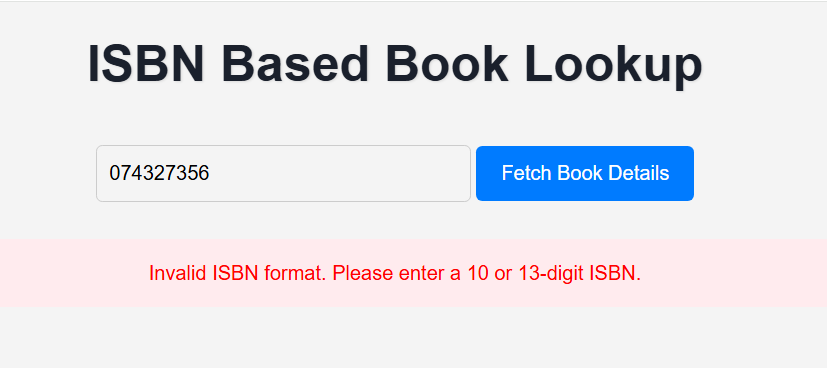 ISBN Based Book Lookup
074327356
Fetch Book Details
Invalid ISBN format. Please enter a 10 or 13-digit ISBN.